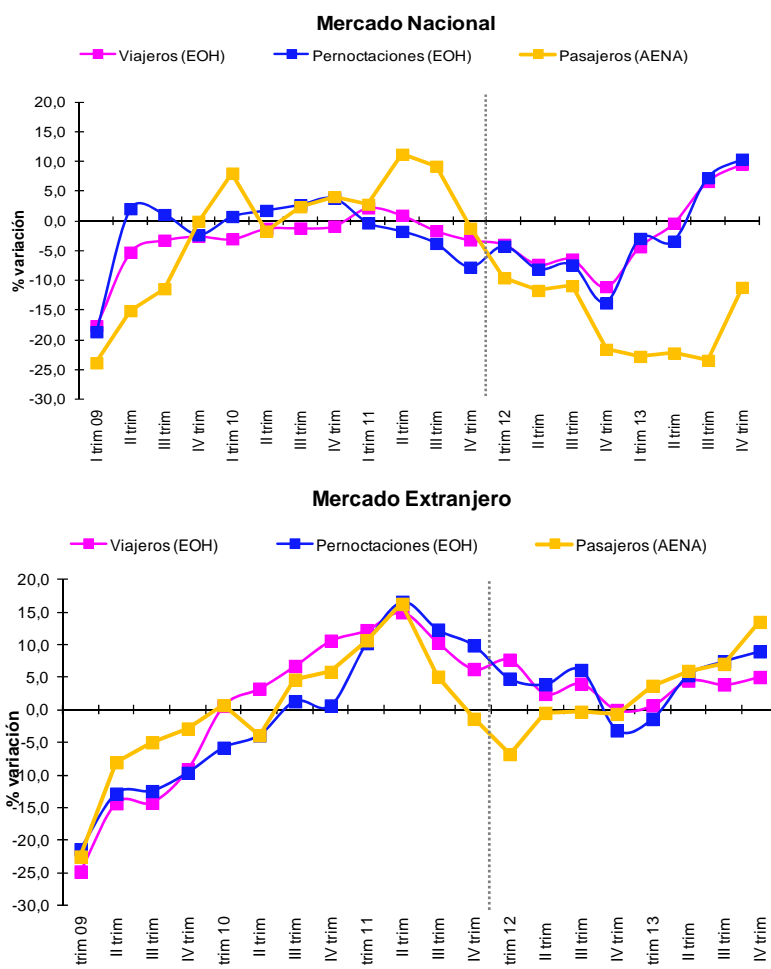 Mercado Nacional
Viajeros (EOH) Pernoctaciones (EOH) Pasajeros (AENA)
20,0
15,0
10,0
5,0
0,0
-5,0
-10,0
-15,0
-20,0
-25,0
-30,0
% variación
I trim 09
II trim
III trim
IV trim
I trim 10
II trim
III trim
IV trim
I trim 11
II trim
III trim
IV trim
I trim 12
II trim
III trim
IV trim
I trim 13
II trim
III trim
IV trim
Mercado Extranjero
Viajeros (EOH) Pernoctaciones (EOH) Pasajeros (AENA)
20,0
15,0
10,0
5,0
0,0
-5,0
-10,0
-15,0
-20,0
-25,0
-30,0
% variación
trim 09
II trim
III trim
IV trim
trim 10
II trim
III trim
IV trim
trim 11
II trim
III trim
IV trim
trim 12
II trim
III trim
IV trim
trim 13
II trim
III trim
IV trim